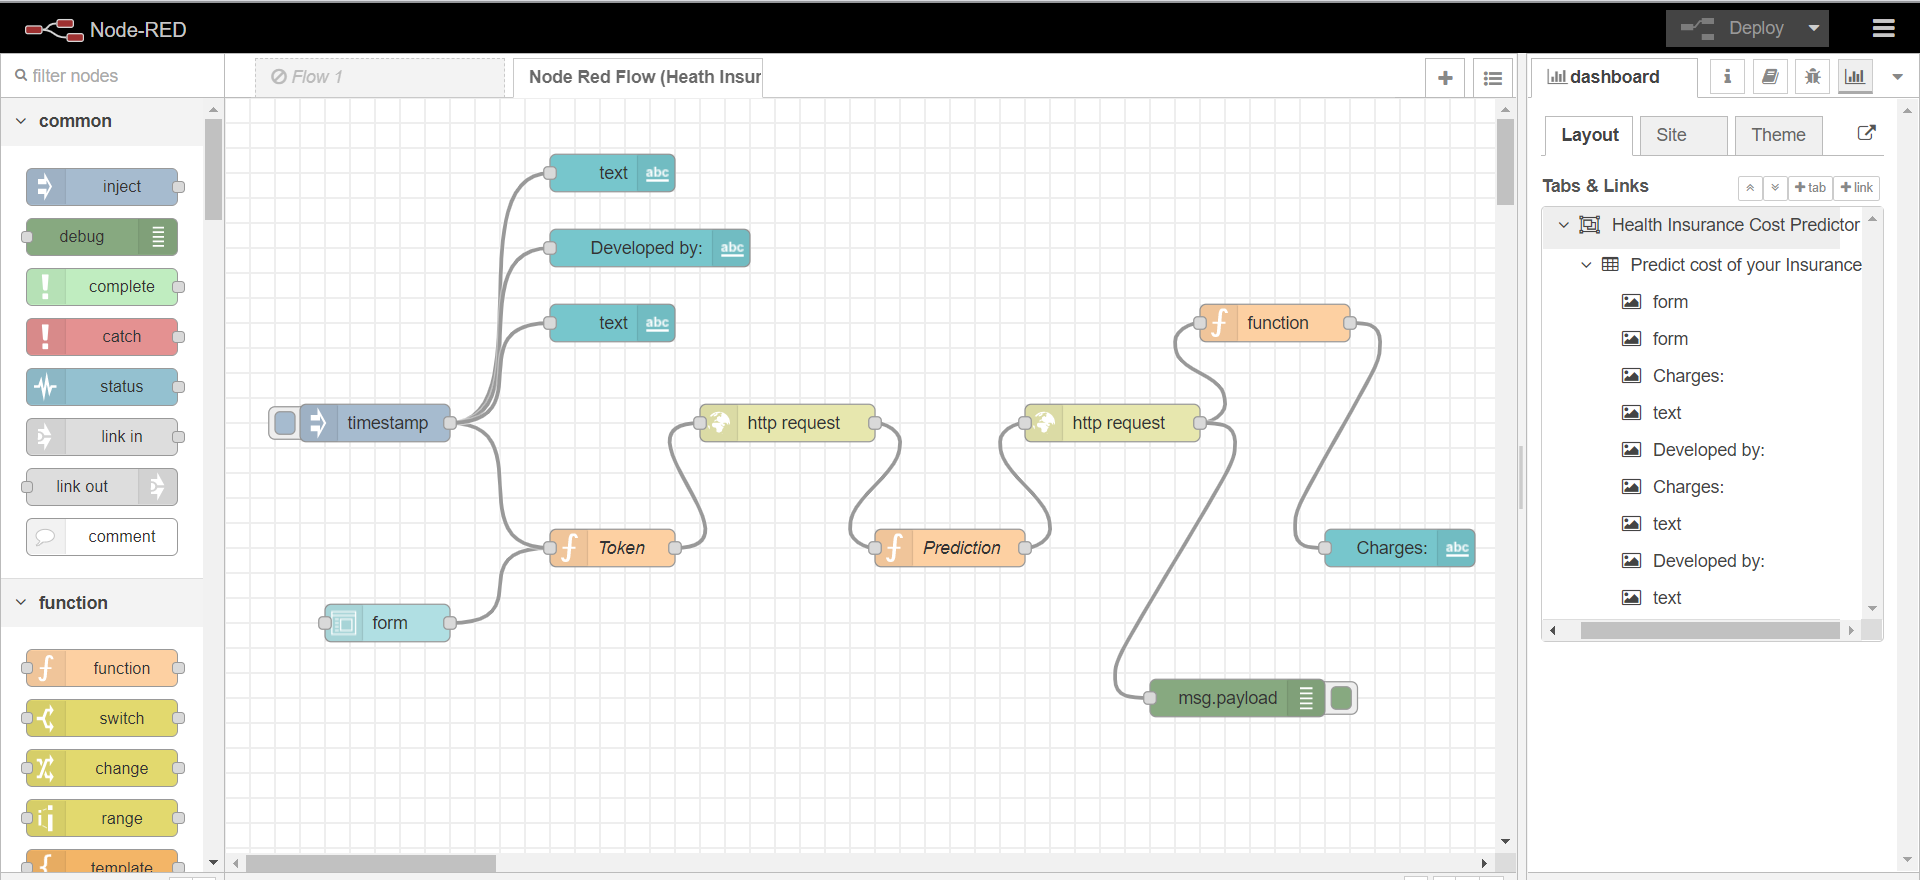 Node-RED
Deploy
filter nodes
Flow 1
Node Red Flow (Heath Insur
dashboard
common
inject
debug
complete
catch
status
link in
link out
comment
function
function
switch
change
range
template
text
abc
Developed by:
abc
text
abc
timestamp
http request
http request
function
Token
Prediction
Charges:
abc
form
msg.payload
Layout
Site
Theme
Tabs & Links
tab
link
Health Insurance Cost Predictor
Predict cost of your Insurance
form
form
Charges:
text
Developed by:
Charges:
text
Developed by:
text